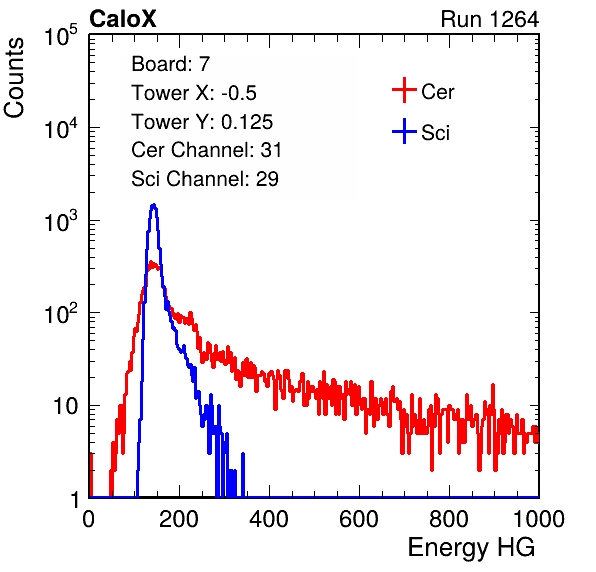 CaloX Run 1264
Board: 7
Tower X: -0.5
Tower Y: 0.125
Cer Channel: 31
Sci Channel: 29
Cer
Sci
Counts
10^5
10^4
10^3
10^2
10
1
0 200 400 600 800 1000
Energy HG